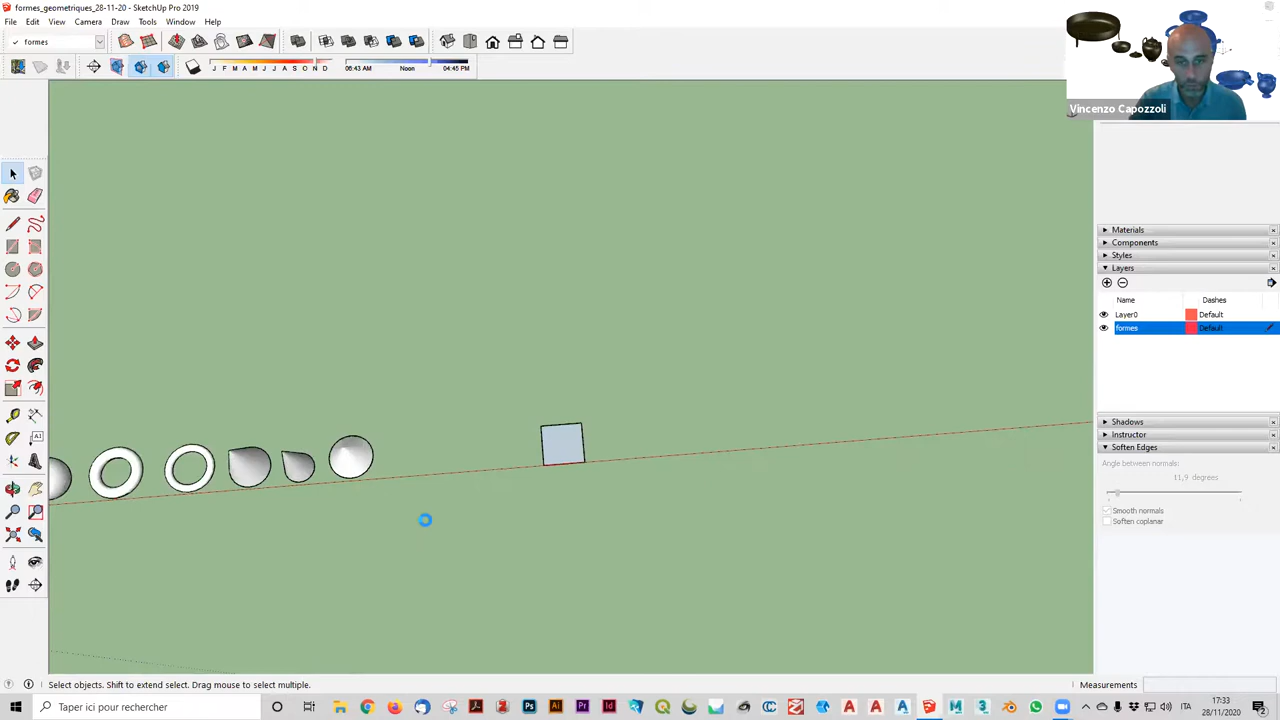 formes_geometriques_28-11-20 * - SketchUp Pro 2019
File Edit View Camera Draw Tools Window Help
✓ formes
J F M A M J J A S O N D 06:43 AM Noon 04:45 PM
Vincenzo Capozzoli
Materials
Components
Styles
Layers
Name Dashes
Layer0 Default
formes Default
Shadows
Instructor
Soften Edges
Angle between normals:
11,9 degrees
Smooth normals
Soften coplanar
Select objects. Shift to extend select. Drag mouse to select multiple.
Measurements
Taper ici pour rechercher
ITA
17:33
28/11/2020